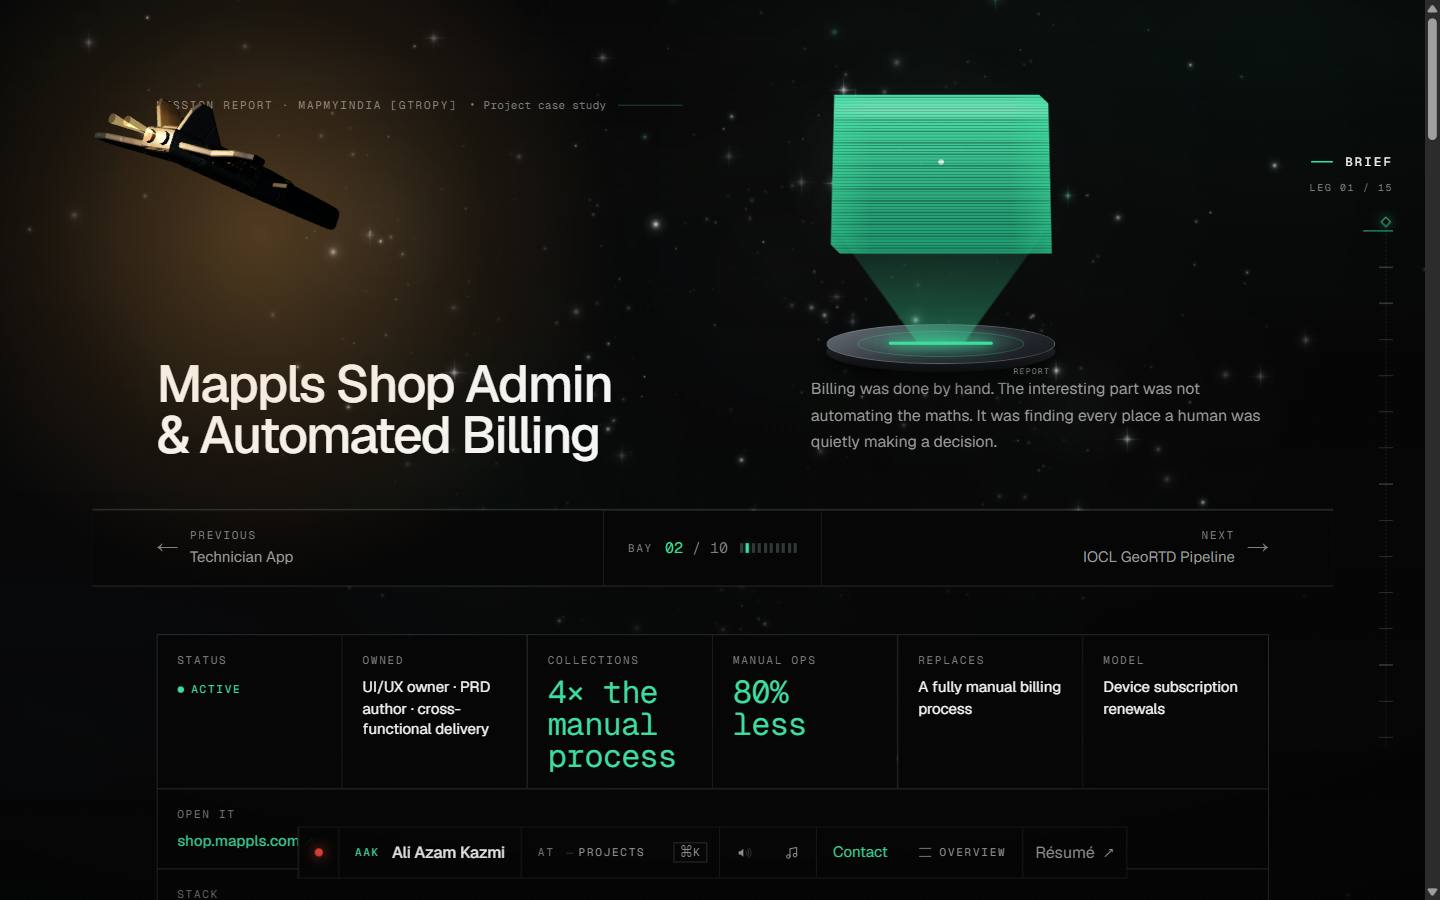 SSION REPORT · MAPMYINDIA [GTROPY] • Project case study
BRIEF
LEG 01 / 15
REPORT
Mappls Shop Admin
& Automated Billing
Billing was done by hand. The interesting part was not
automating the maths. It was finding every place a human was
quietly making a decision.
← PREVIOUS
Technician App
BAY 02 / 10
NEXT →
IOCL GeoRTD Pipeline
STATUS
ACTIVE
OWNED
UI/UX owner · PRD
author · cross-
functional delivery
COLLECTIONS
4× the
manual
process
MANUAL OPS
80%
less
REPLACES
A fully manual billing
process
MODEL
Device subscription
renewals
OPEN IT
shop.mappls.com
AAK Ali Azam Kazmi AT – PROJECTS ⌘K Contact OVERVIEW Résumé ↗
STACK